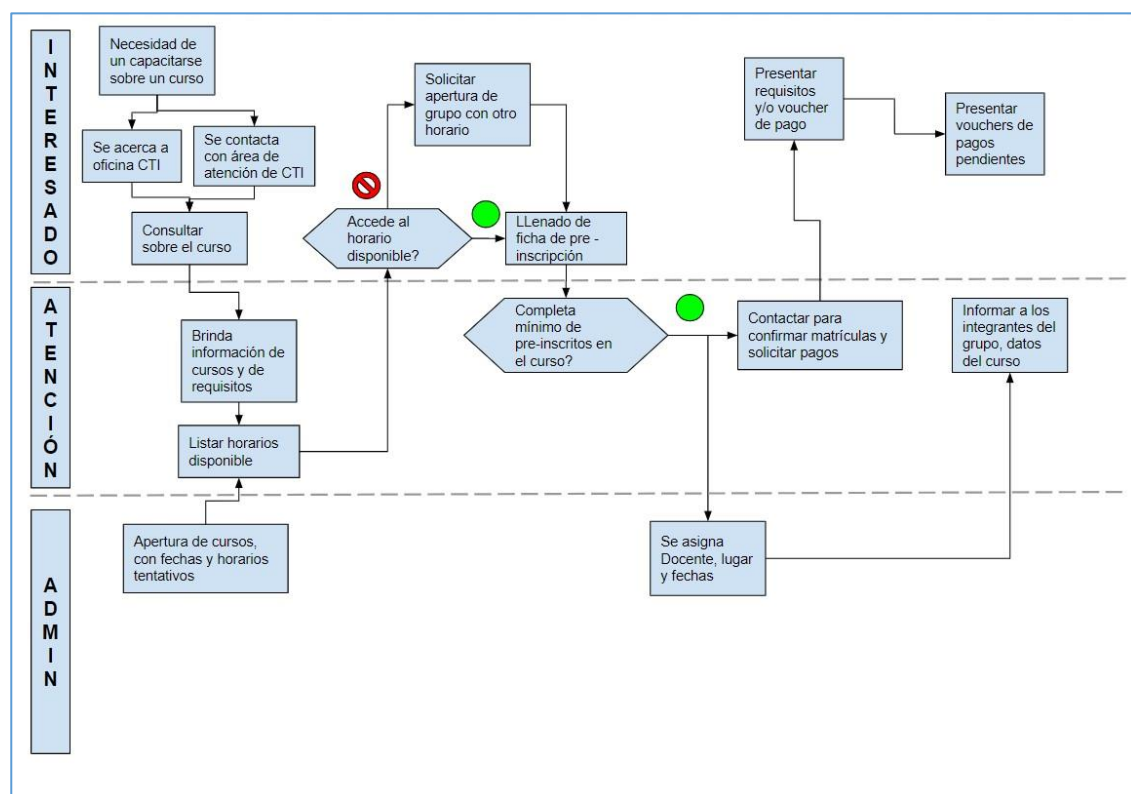 INTERESADO
Necesidad de
un capacitarse
sobre un curso
Se acerca a
oficina CTI
Se contacta
con área de
atención de CTI
Consultar
sobre el curso
Solicitar
apertura de
grupo con otro
horario
Accede al
horario
disponible?
LLenado de
ficha de pre -
inscripción
Presentar
requisitos
y/o voucher
de pago
Presentar
vouchers de
pagos
pendientes
ATENCIÓN
Brinda
información de
cursos y de
requisitos
Listar horarios
disponible
Completa
mínimo de
pre-inscritos en
el curso?
Contactar para
confirmar matrículas y
solicitar pagos
Informar a los
integrantes del
grupo, datos
del curso
ADMIN
Apertura de cursos,
con fechas y horarios
tentativos
Se asigna
Docente, lugar
y fechas